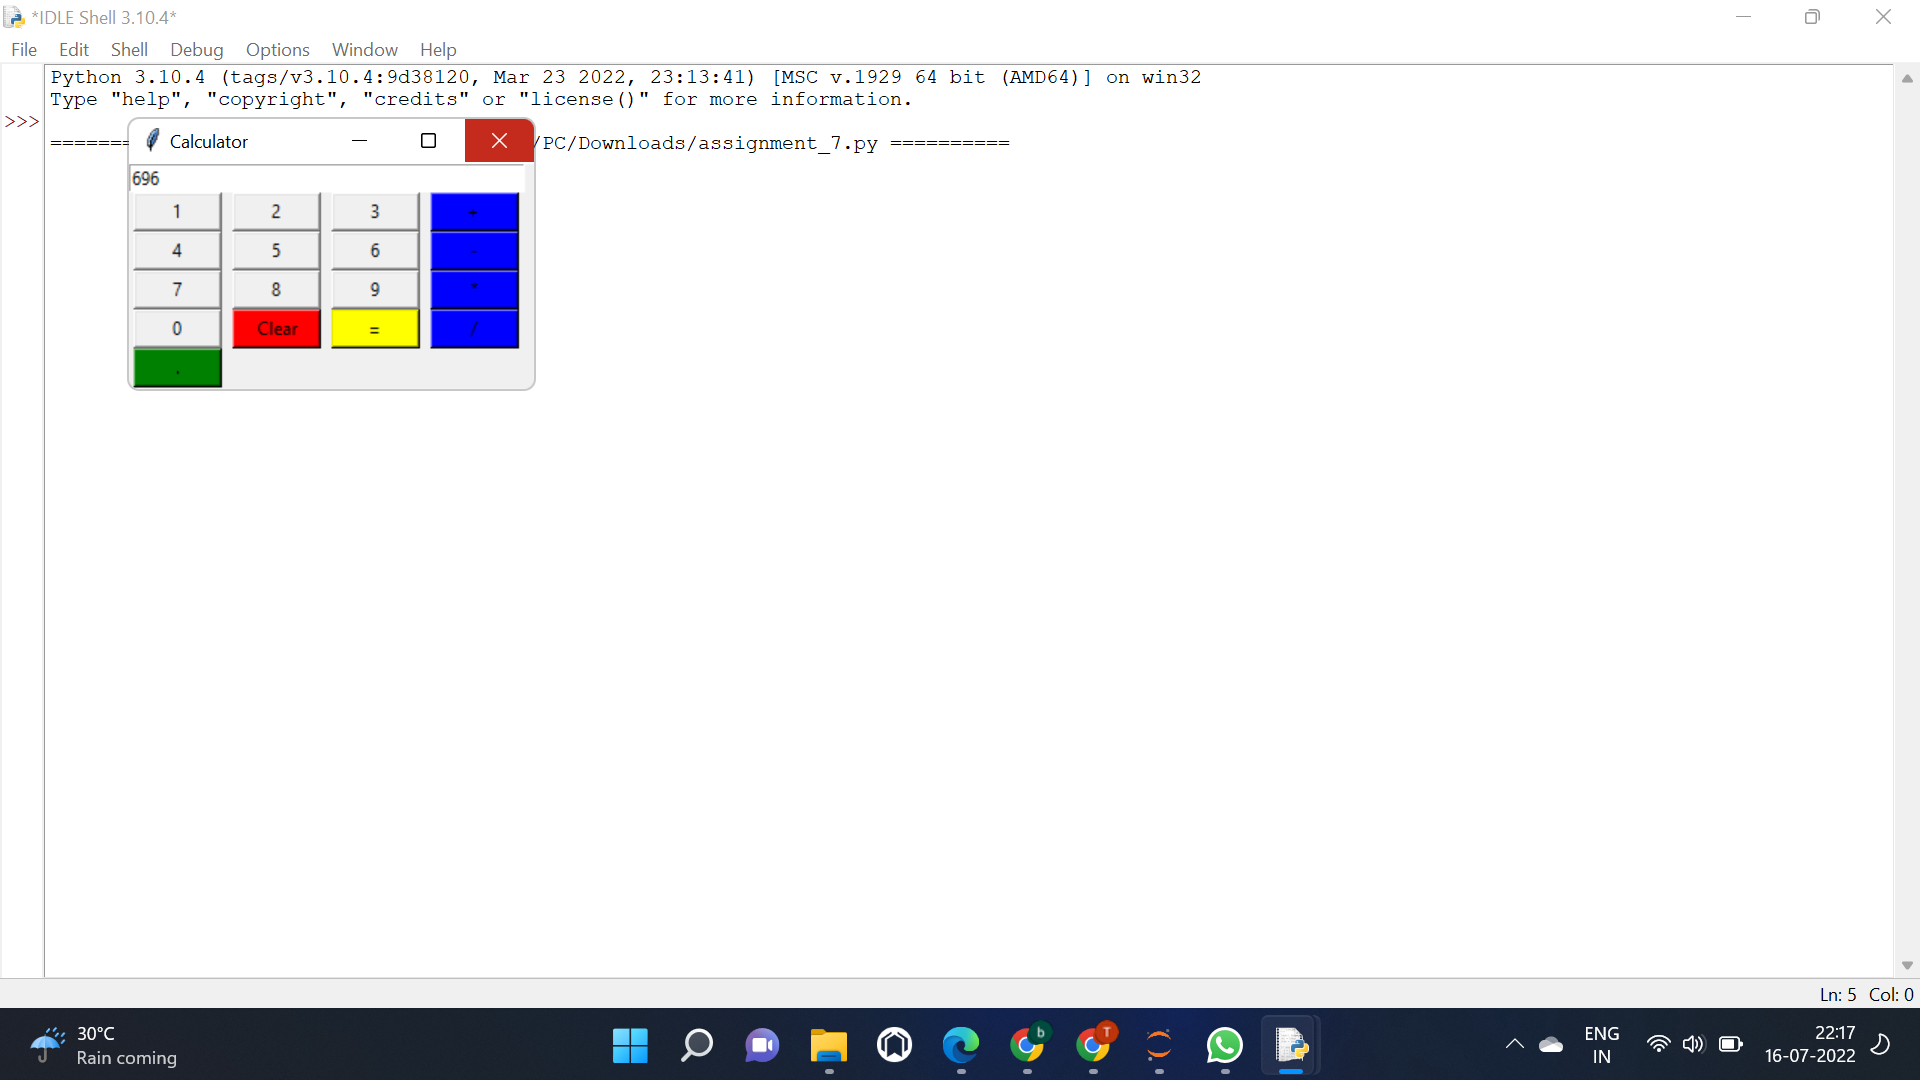 *IDLE Shell 3.10.4*
File Edit Shell Debug Options Window Help
Python 3.10.4 (tags/v3.10.4:9d38120, Mar 23 2022, 23:13:41) [MSC v.1929 64 bit (AMD64)] on win32
Type "help", "copyright", "credits" or "license()" for more information.
>>>
======= /PC/Downloads/assignment_7.py ==========
Calculator
696
1 2 3 +
4 5 6 -
7 8 9 *
0 Clear = /
.
Ln: 5 Col: 0
30°C
Rain coming
b
T
ENG
IN
22:17
16-07-2022